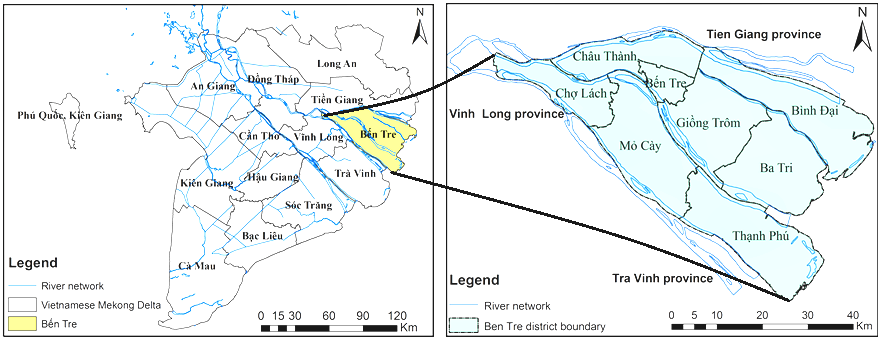 N
Long An
Đồng Tháp
An Giang
Tiền Giang
Phú Quốc, Kiên Giang
Bến Tre
Cần Thơ
Vĩnh Long
Trà Vinh
Hậu Giang
Kiên Giang
Sóc Trăng
Bạc Liêu
Cà Mau
Legend
River network
Vietnamese Mekong Delta
Bến Tre
0 15 30 60 90 120
Km
N
Tien Giang province
Châu Thành
Bến Tre
Chợ Lách
Bình Đại
Vinh Long province
Giồng Trôm
Mỏ Cày
Ba Tri
Thạnh Phú
Tra Vinh province
Legend
River network
Ben Tre district boundary
0 5 10 20 30 40
Km